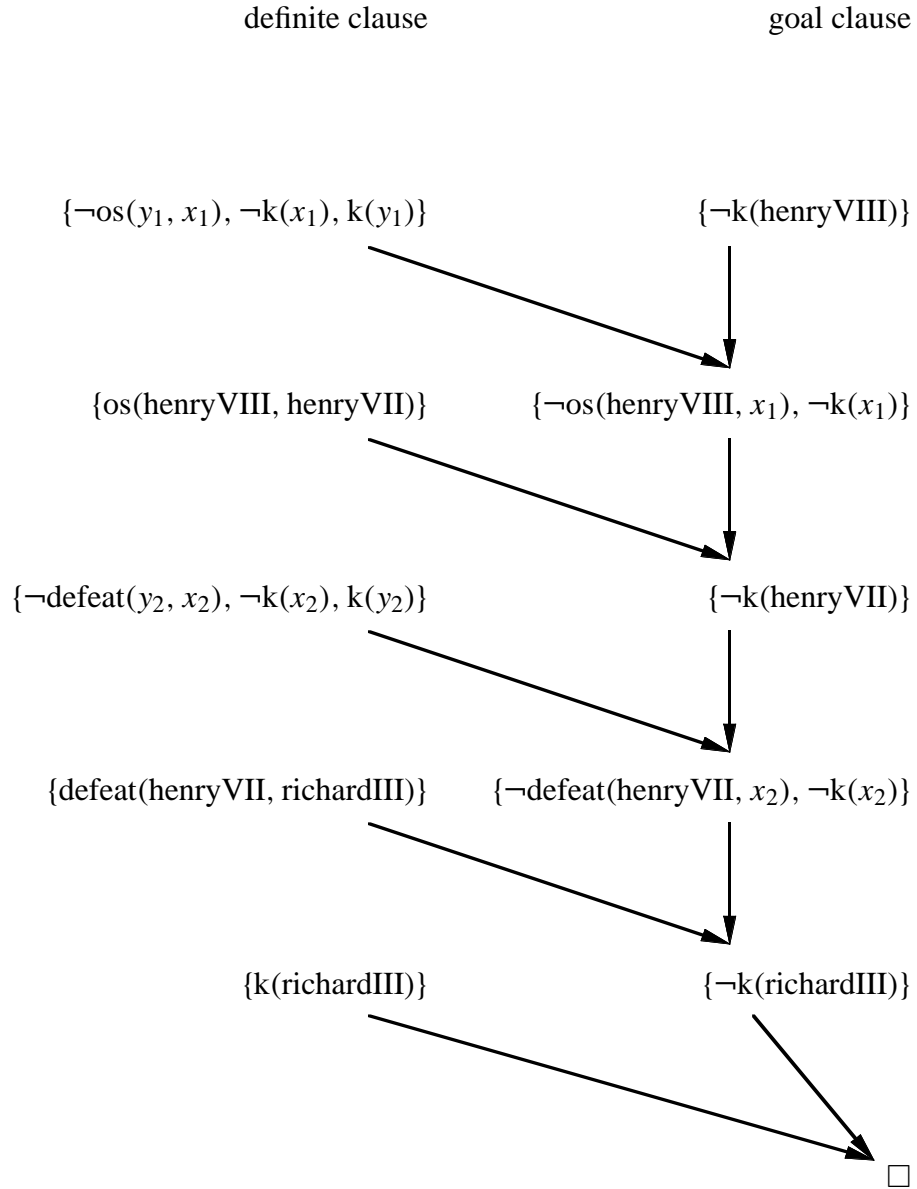 definite clause goal clause
{¬os(y₁, x₁), ¬k(x₁), k(y₁)} {¬k(henryVIII)}
{os(henryVIII, henryVII)} {¬os(henryVIII, x₁), ¬k(x₁)}
{¬defeat(y₂, x₂), ¬k(x₂), k(y₂)} {¬k(henryVII)}
{defeat(henryVII, richardIII)} {¬defeat(henryVII, x₂), ¬k(x₂)}
{k(richardIII)} {¬k(richardIII)}
□